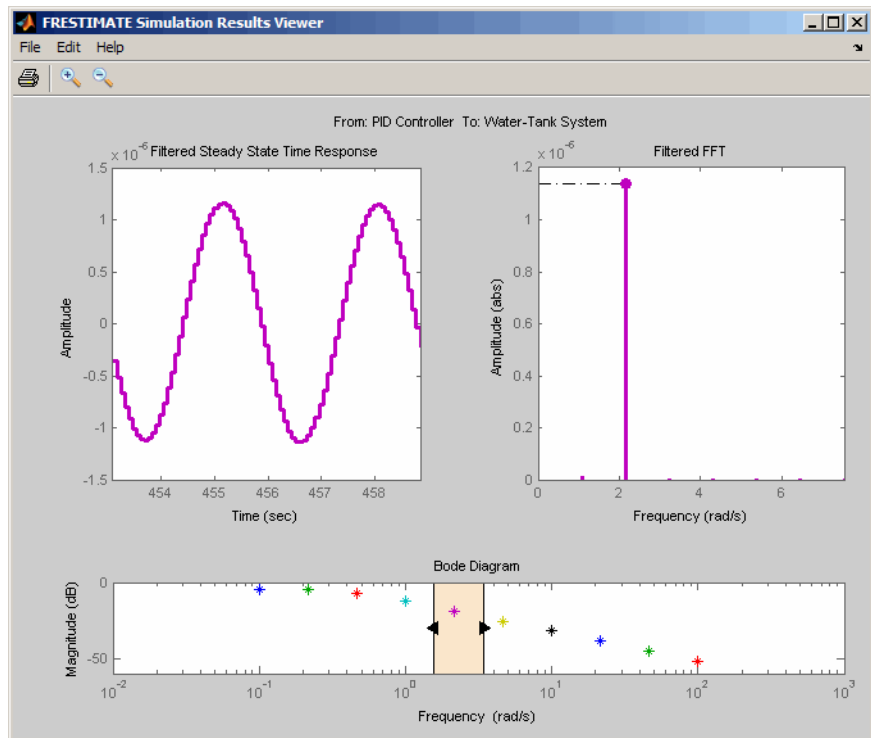 FRESTIMATE Simulation Results Viewer
File Edit Help
From: PID Controller To: Water-Tank System
× 10^-6 Filtered Steady State Time Response
1.5
1
0.5
0
-0.5
-1
-1.5
Amplitude
454 455 456 457 458
Time (sec)
× 10^-6 Filtered FFT
1.2
1
0.8
0.6
0.4
0.2
0
Amplitude (abs)
0 2 4 6
Frequency (rad/s)
Bode Diagram
0
-50
Magnitude (dB)
10^-2 10^-1 10^0 10^1 10^2 10^3
Frequency (rad/s)